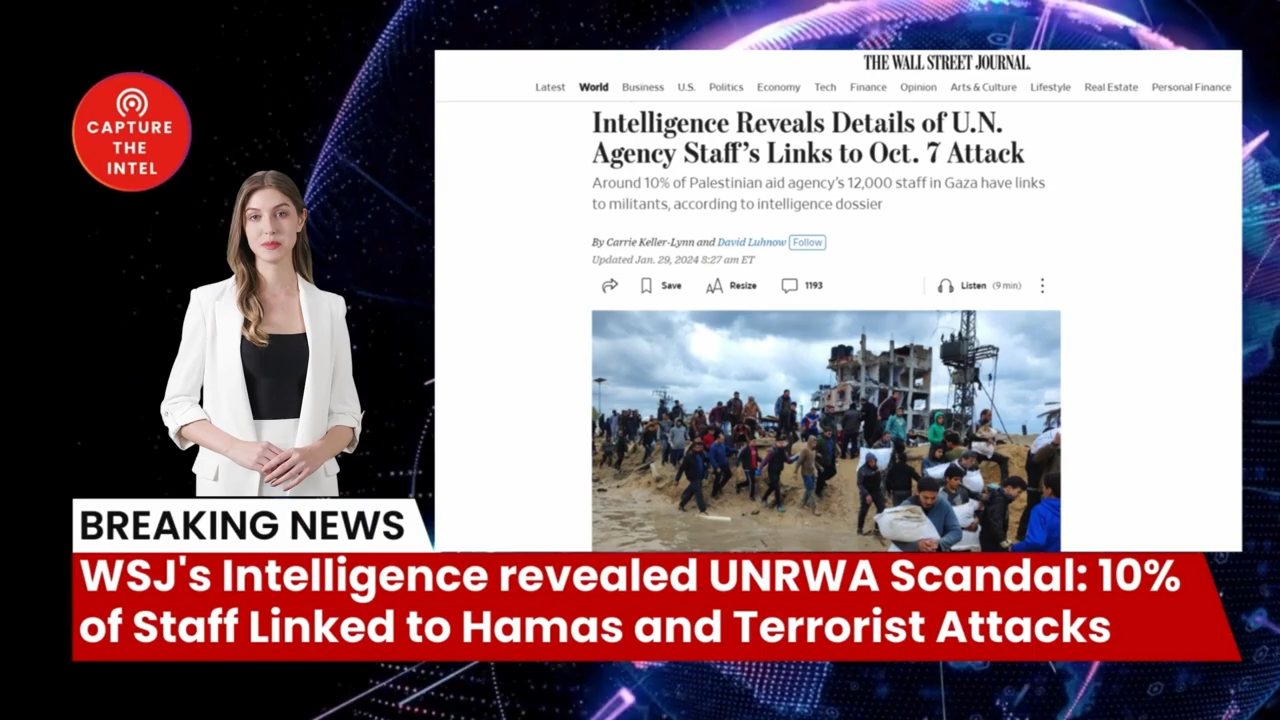 CAPTURE
THE
INTEL
THE WALL STREET JOURNAL.
Latest World Business U.S. Politics Economy Tech Finance Opinion Arts & Culture Lifestyle Real Estate Personal Finance
Intelligence Reveals Details of U.N.
Agency Staff's Links to Oct. 7 Attack
Around 10% of Palestinian aid agency's 12,000 staff in Gaza have links
to militants, according to intelligence dossier
By Carrie Keller-Lynn and David Luhnow Follow
Updated Jan. 29, 2024 8:27 am ET
Save AA Resize 1193 Listen (9 min)
BREAKING NEWS
WSJ's Intelligence revealed UNRWA Scandal: 10%
of Staff Linked to Hamas and Terrorist Attacks